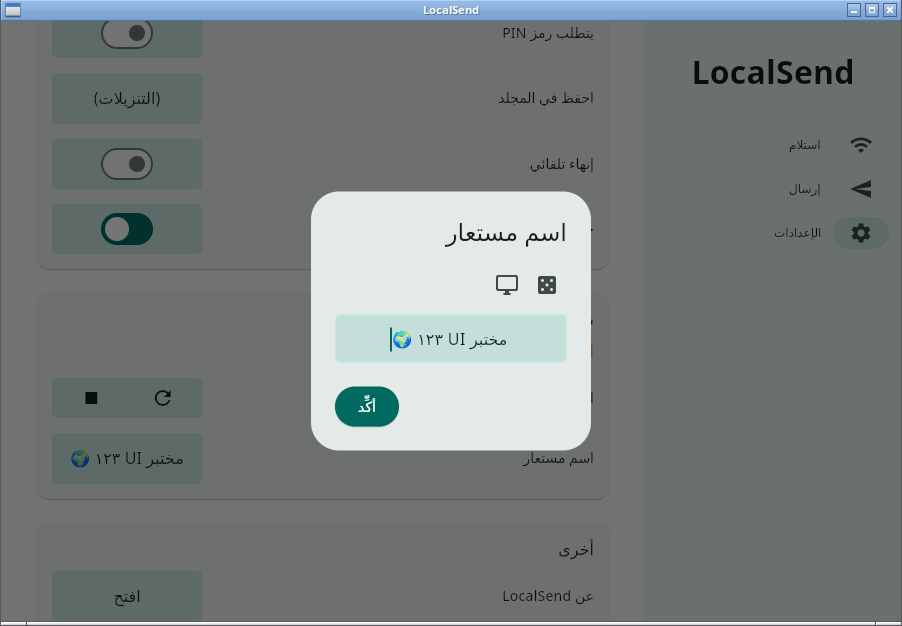 LocalSend
LocalSend
استلام
إرسال
الإعدادات
يتطلب رمز PIN
احفظ في المجلد
(التنزيلات)
إنهاء تلقائي
اسم مستعار
مختبر UI ١٢٣ 🌍
أكِّد
اسم مستعار
مختبر UI ١٢٣ 🌍
أخرى
عن LocalSend
افتح